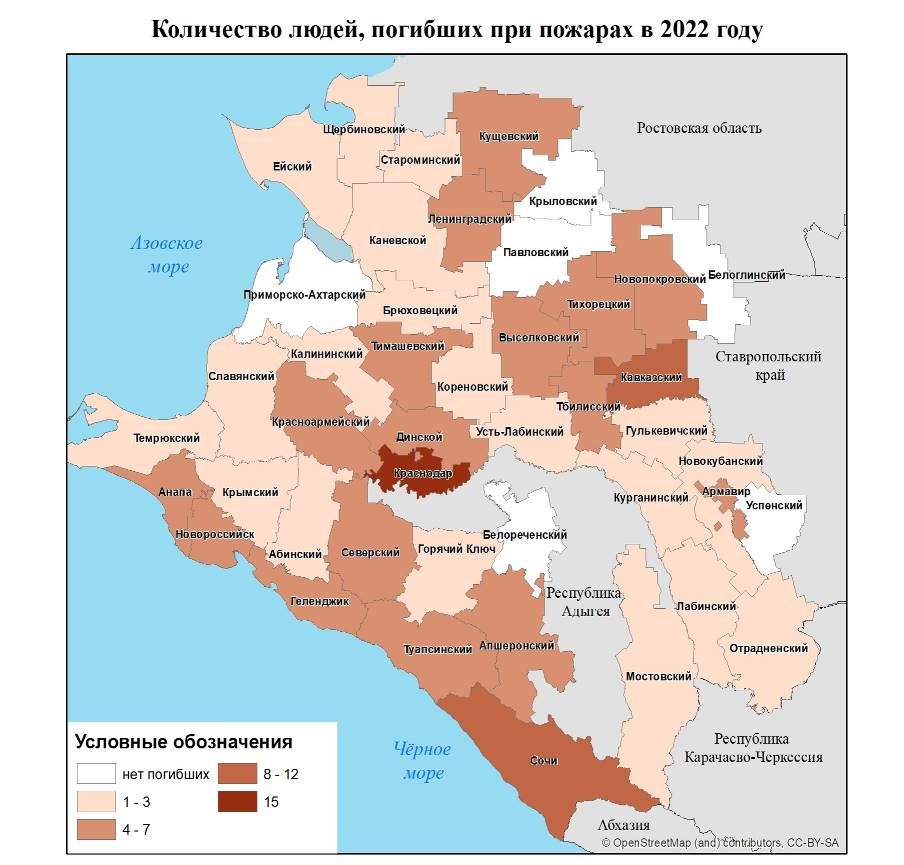 Количество людей, погибших при пожарах в 2022 году
Щербиновский
Кущевский
Ростовская область
Староминский
Ейский
Крыловский
Ленинградский
Каневской
Азовское
море
Павловский
Белоглинский
Новопокровский
Приморско-Ахтарский
Тихорецкий
Брюховецкий
Выселковский
Тимашевский
Калининский
Ставропольский
край
Славянский
Кавказский
Кореновский
Тбилисский
Красноармейский
Гулькевичский
Усть-Лабинский
Динской
Темрюкский
Новокубанский
Краснодар
Анапа
Крымский
Армавир
Курганинский
Успенский
Новороссийск
Белореченский
Абинский
Северский
Горячий Ключ
Республика
Адыгея
Геленджик
Лабинский
Туапсинский
Апшеронский
Отрадненский
Мостовский
Условные обозначения
нет погибших
1 - 3
4 - 7
8 - 12
15
Чёрное
море
Сочи
Республика
Карачаево-Черкессия
Абхазия
© OpenStreetMap (and) contributors, CC-BY-SA